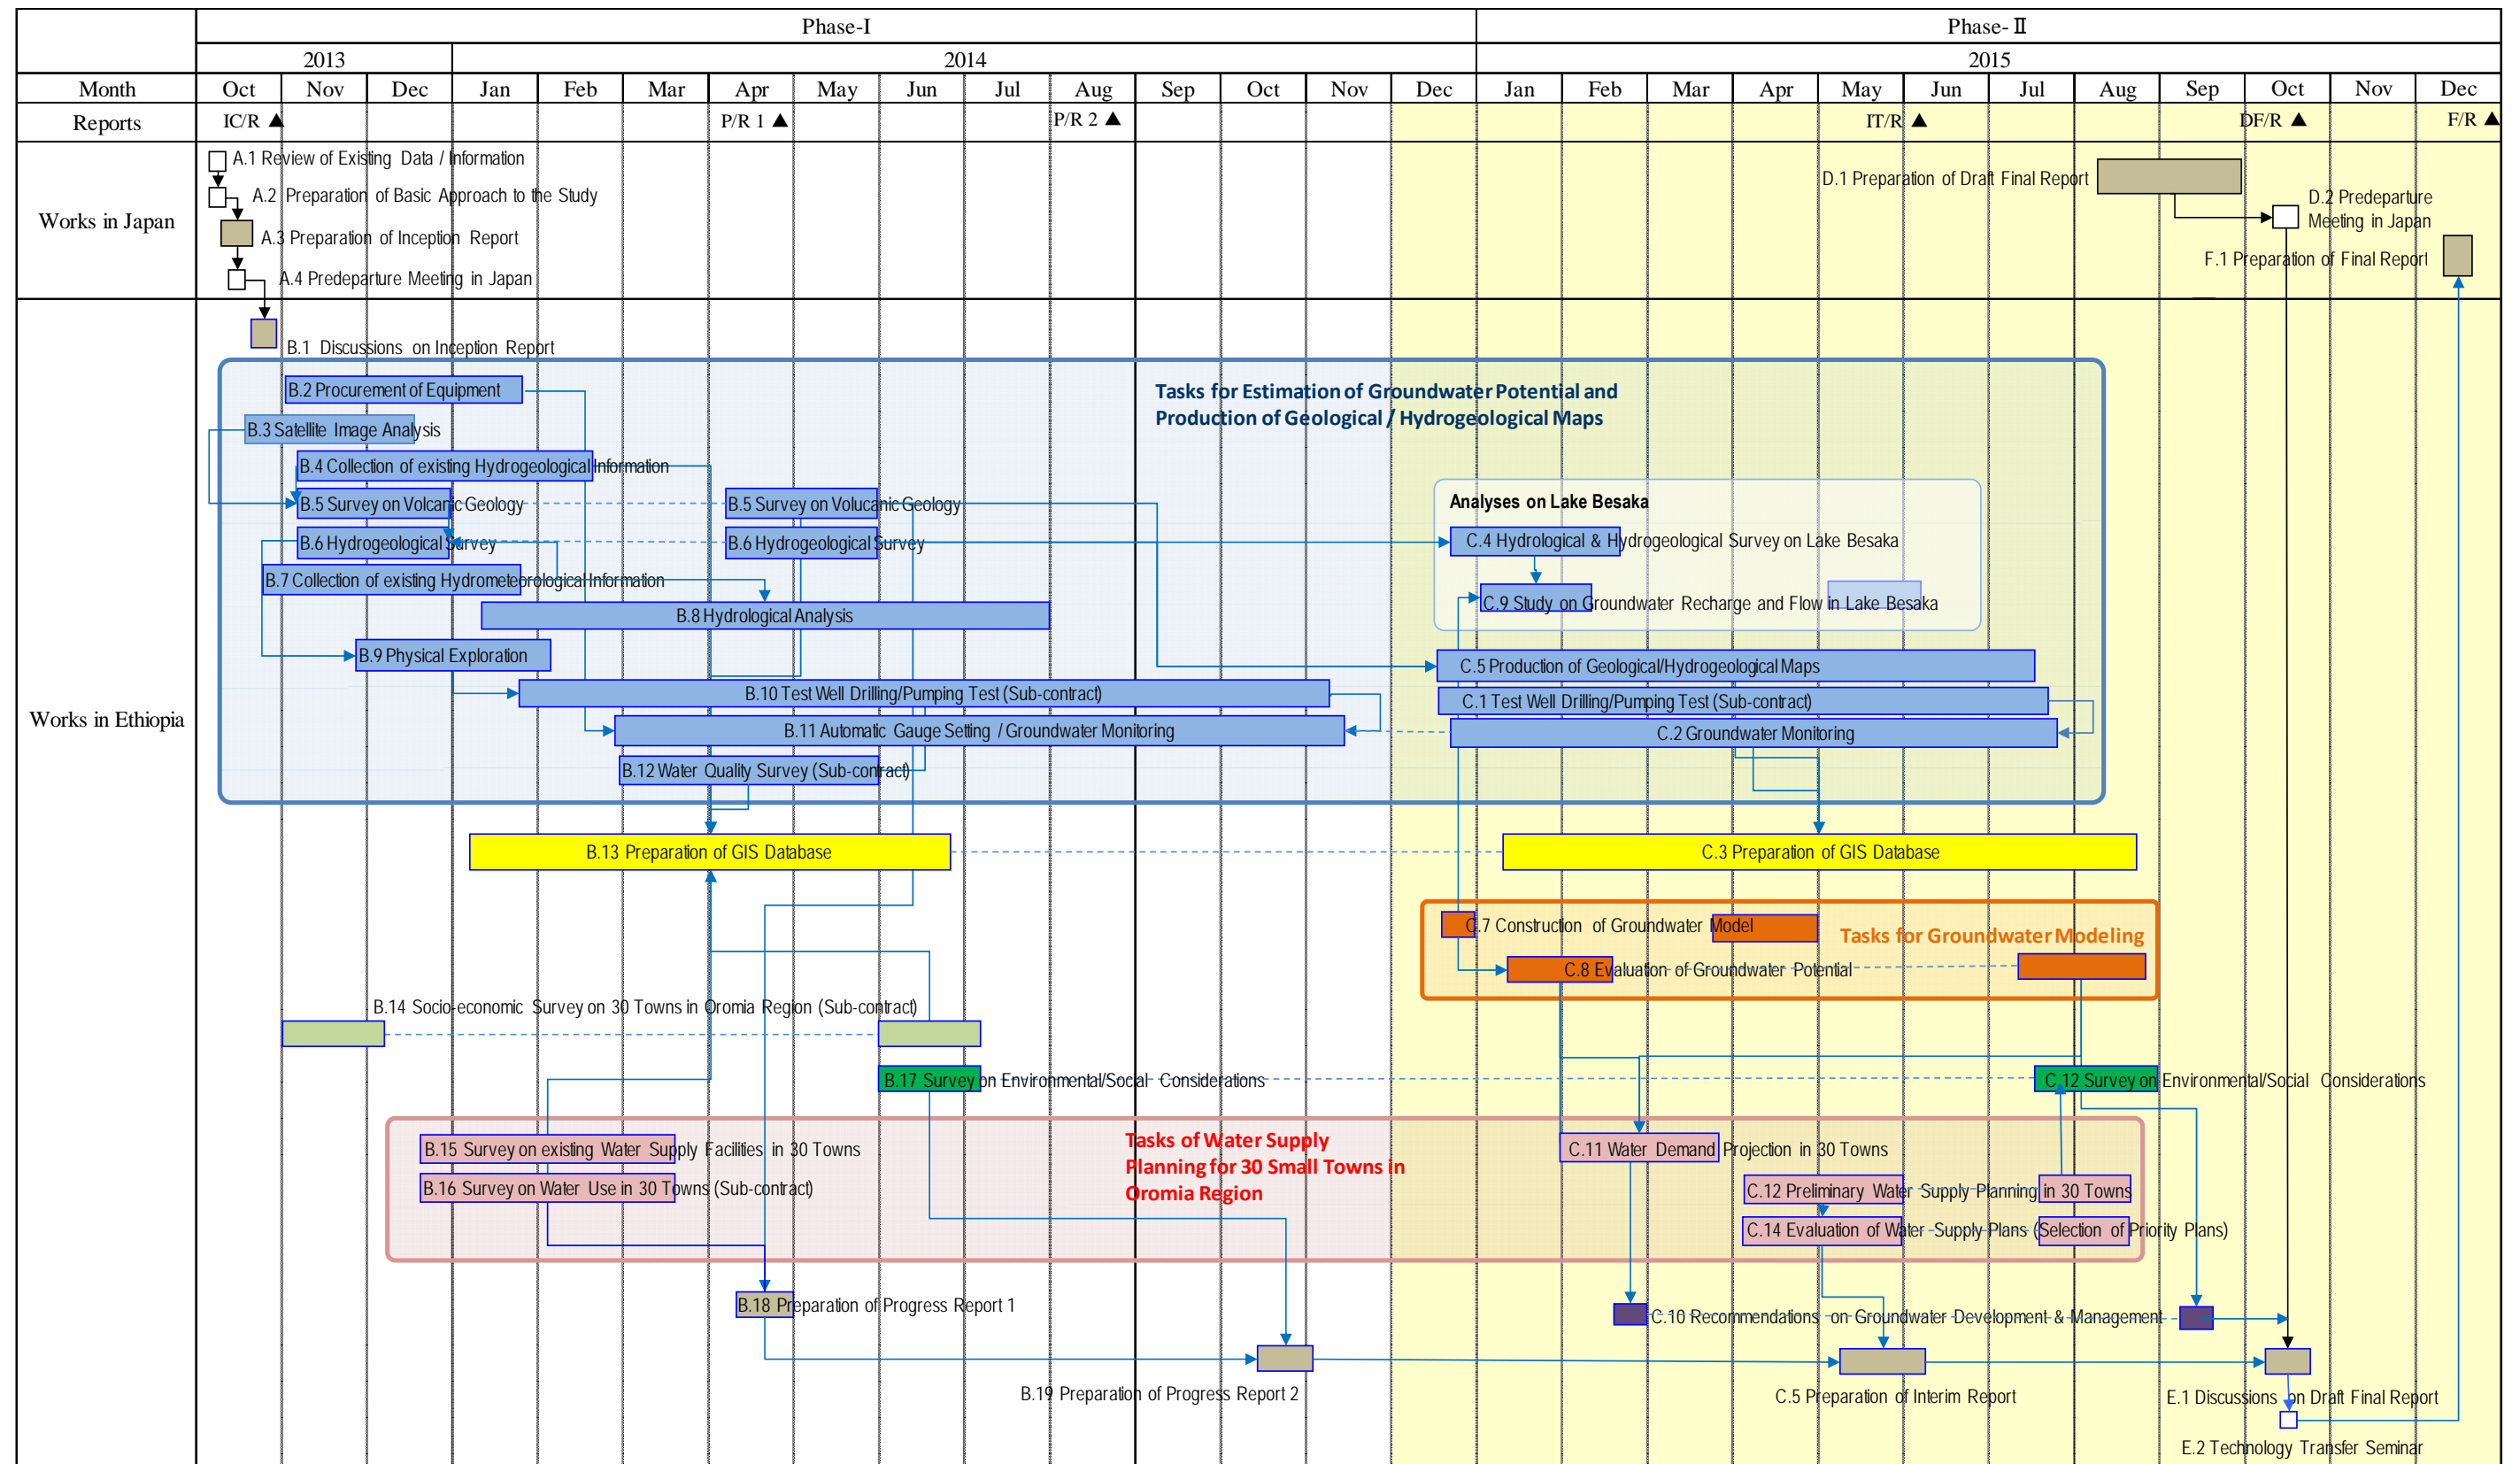 Phase-I
Phase-Ⅱ
2013
2014
2015
Month
Oct
Nov
Dec
Jan
Feb
Mar
Apr
May
Jun
Jul
Aug
Sep
Oct
Nov
Dec
Jan
Feb
Mar
Apr
May
Jun
Jul
Aug
Sep
Oct
Nov
Dec
Reports
IC/R ▲
P/R 1 ▲
P/R 2 ▲
IT/R ▲
DF/R ▲
F/R ▲
Works in Japan
A.1 Review of Existing Data / Information
A.2 Preparation of Basic Approach to the Study
A.3 Preparation of Inception Report
A.4 Predeparture Meeting in Japan
D.1 Preparation of Draft Final Report
D.2 Predeparture
Meeting in Japan
F.1 Preparation of Final Report
Works in Ethiopia
B.1 Discussions on Inception Report
Tasks for Estimation of Groundwater Potential and
Production of Geological / Hydrogeological Maps
B.2 Procurement of Equipment
B.3 Satellite Image Analysis
B.4 Collection of existing Hydrogeological Information
B.5 Survey on Volcanic Geology
B.5 Survey on Volucanic Geology
B.6 Hydrogeological Survey
B.6 Hydrogeological Survey
B.7 Collection of existing Hydrometeorological Information
B.8 Hydrological Analysis
B.9 Physical Exploration
B.10 Test Well Drilling/Pumping Test (Sub-contract)
B.11 Automatic Gauge Setting / Groundwater Monitoring
B.12 Water Quality Survey (Sub-contract)
Analyses on Lake Besaka
C.4 Hydrological & Hydrogeological Survey on Lake Besaka
C.9 Study on Groundwater Recharge and Flow in Lake Besaka
C.5 Production of Geological/Hydrogeological Maps
C.1 Test Well Drilling/Pumping Test (Sub-contract)
C.2 Groundwater Monitoring
B.13 Preparation of GIS Database
C.3 Preparation of GIS Database
C.7 Construction of Groundwater Model
Tasks for Groundwater Modeling
C.8 Evaluation of Groundwater Potential
B.14 Socio-economic Survey on 30 Towns in Oromia Region (Sub-contract)
B.17 Survey on Environmental/Social Considerations
C.12 Survey on Environmental/Social Considerations
Tasks of Water Supply
Planning for 30 Small Towns in
Oromia Region
B.15 Survey on existing Water Supply Facilities in 30 Towns
B.16 Survey on Water Use in 30 Towns (Sub-contract)
C.11 Water Demand Projection in 30 Towns
C.12 Preliminary Water Supply Planning in 30 Towns
C.14 Evaluation of Water Supply Plans (Selection of Priority Plans)
B.18 Preparation of Progress Report 1
C.10 Recommendations on Groundwater Development & Management
B.19 Preparation of Progress Report 2
C.5 Preparation of Interim Report
E.1 Discussions on Draft Final Report
E.2 Technology Transfer Seminar